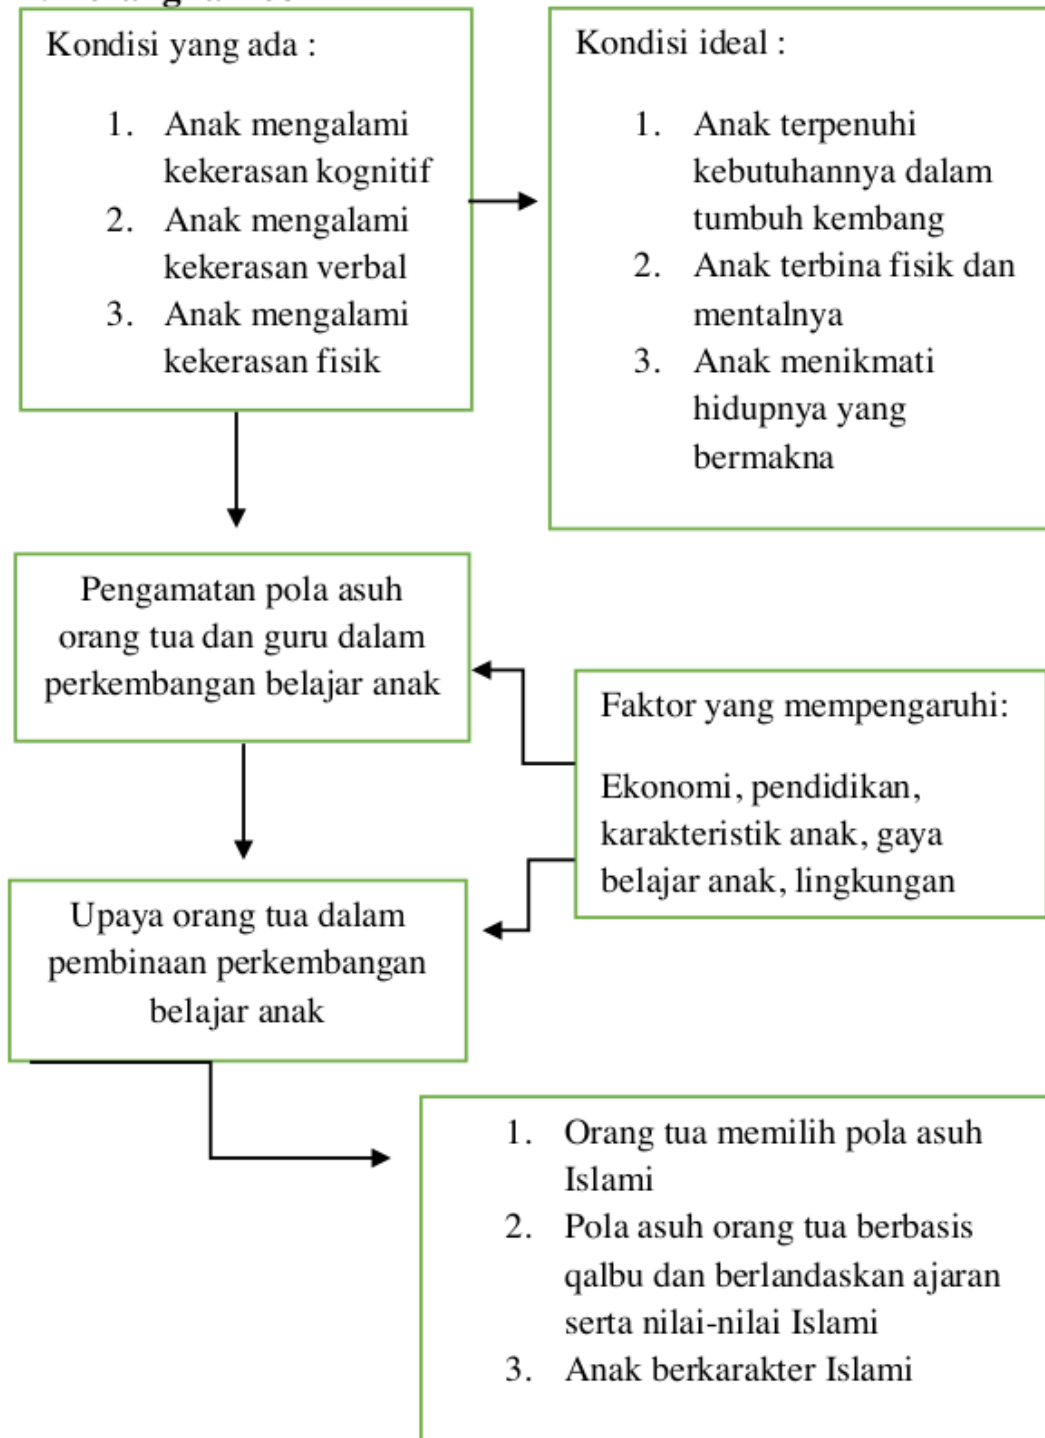 Kondisi yang ada :
1. Anak mengalami
kekerasan kognitif
2. Anak mengalami
kekerasan verbal
3. Anak mengalami
kekerasan fisik
Kondisi ideal :
1. Anak terpenuhi
kebutuhannya dalam
tumbuh kembang
2. Anak terbina fisik dan
mentalnya
3. Anak menikmati
hidupnya yang
bermakna
Pengamatan pola asuh
orang tua dan guru dalam
perkembangan belajar anak
Faktor yang mempengaruhi:
Ekonomi, pendidikan,
karakteristik anak, gaya
belajar anak, lingkungan
Upaya orang tua dalam
pembinaan perkembangan
belajar anak
1. Orang tua memilih pola asuh
Islami
2. Pola asuh orang tua berbasis
qalbu dan berlandaskan ajaran
serta nilai-nilai Islami
3. Anak berkarakter Islami